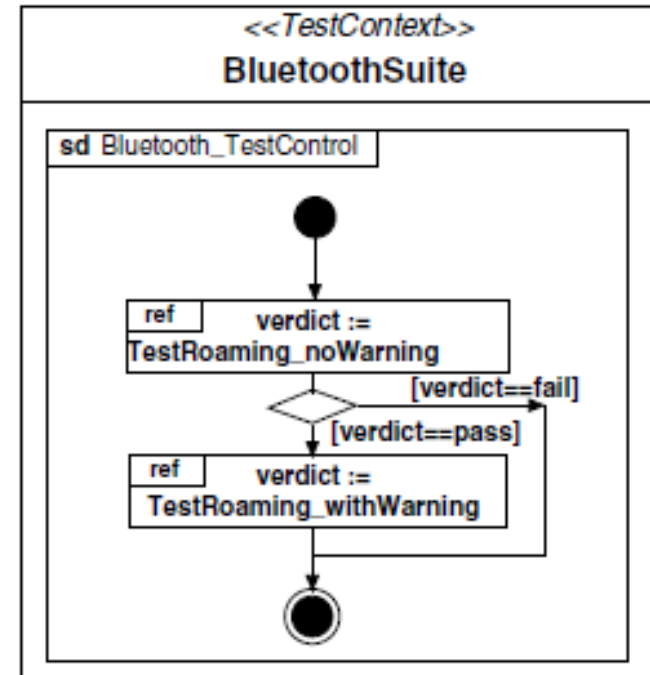 <<TestContext>>
BluetoothSuite
sd Bluetooth_TestControl
ref
verdict :=
TestRoaming_noWarning
[verdict==fail]
[verdict==pass]
ref
verdict :=
TestRoaming_withWarning